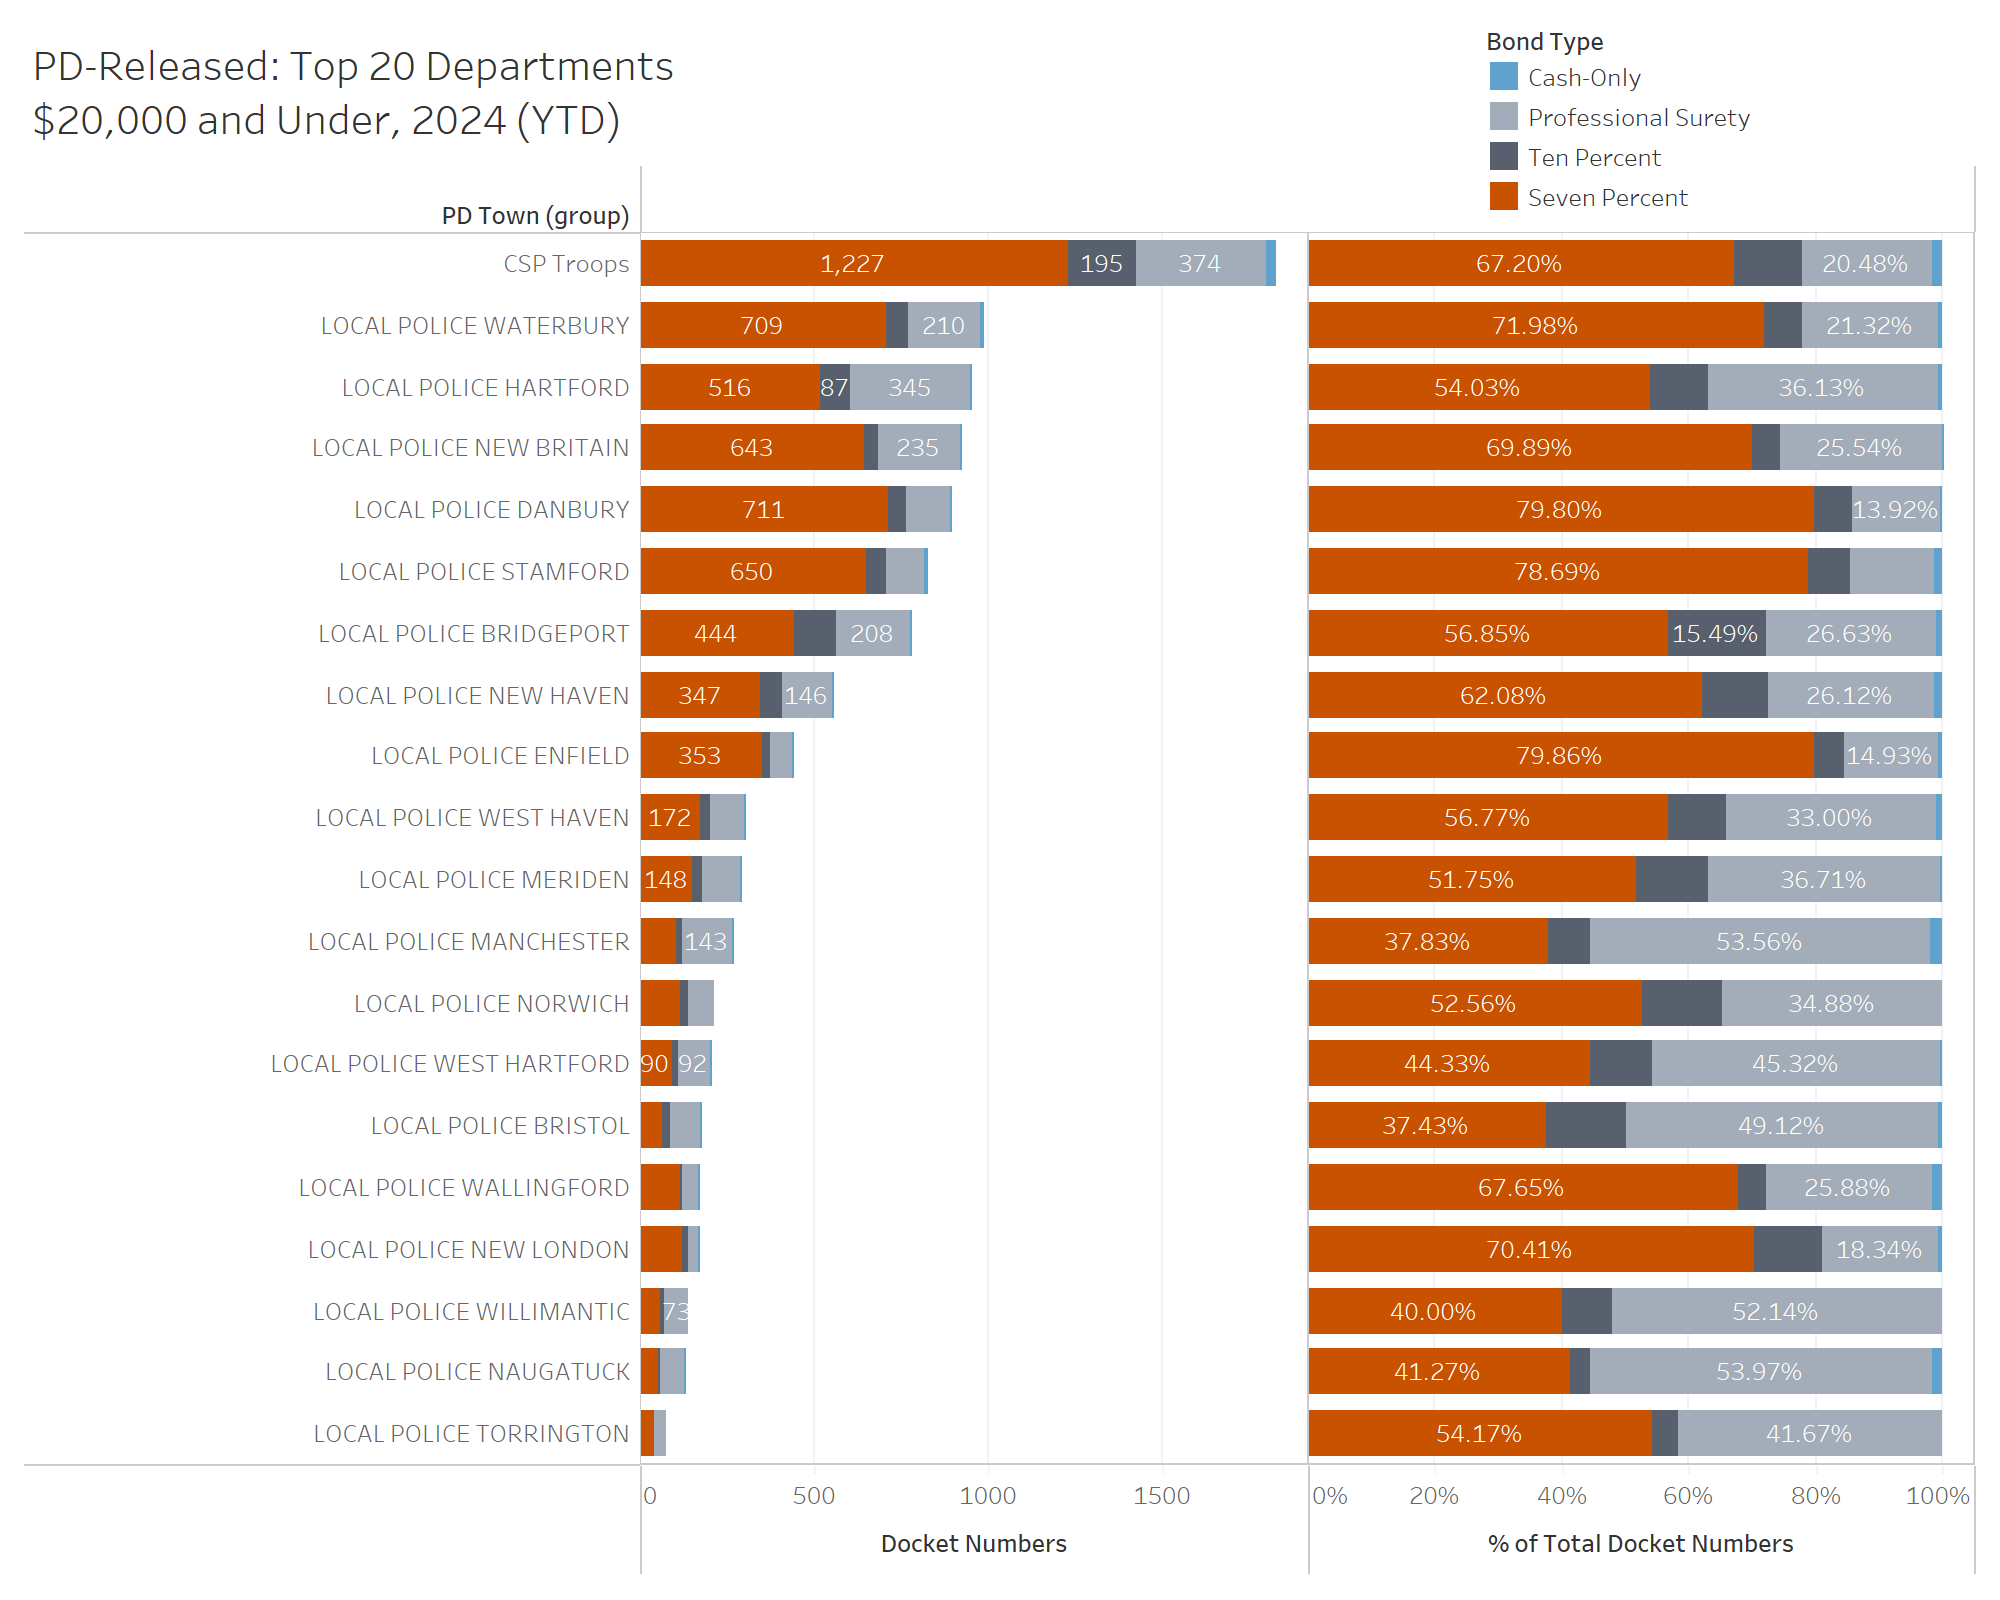 PD-Released: Top 20 Departments
$20,000 and Under, 2024 (YTD)
Bond Type
Cash-Only
Professional Surety
Ten Percent
Seven Percent
PD Town (group)
CSP Troops 1,227 195 374 67.20% 20.48%
LOCAL POLICE WATERBURY 709 210 71.98% 21.32%
LOCAL POLICE HARTFORD 516 87 345 54.03% 36.13%
LOCAL POLICE NEW BRITAIN 643 235 69.89% 25.54%
LOCAL POLICE DANBURY 711 79.80% 13.92%
LOCAL POLICE STAMFORD 650 78.69%
LOCAL POLICE BRIDGEPORT 444 208 56.85% 15.49% 26.63%
LOCAL POLICE NEW HAVEN 347 146 62.08% 26.12%
LOCAL POLICE ENFIELD 353 79.86% 14.93%
LOCAL POLICE WEST HAVEN 172 56.77% 33.00%
LOCAL POLICE MERIDEN 148 51.75% 36.71%
LOCAL POLICE MANCHESTER 143 37.83% 53.56%
LOCAL POLICE NORWICH 52.56% 34.88%
LOCAL POLICE WEST HARTFORD 90 92 44.33% 45.32%
LOCAL POLICE BRISTOL 37.43% 49.12%
LOCAL POLICE WALLINGFORD 67.65% 25.88%
LOCAL POLICE NEW LONDON 70.41% 18.34%
LOCAL POLICE WILLIMANTIC 73 40.00% 52.14%
LOCAL POLICE NAUGATUCK 41.27% 53.97%
LOCAL POLICE TORRINGTON 54.17% 41.67%
0 500 1000 1500 0% 20% 40% 60% 80% 100%
Docket Numbers % of Total Docket Numbers